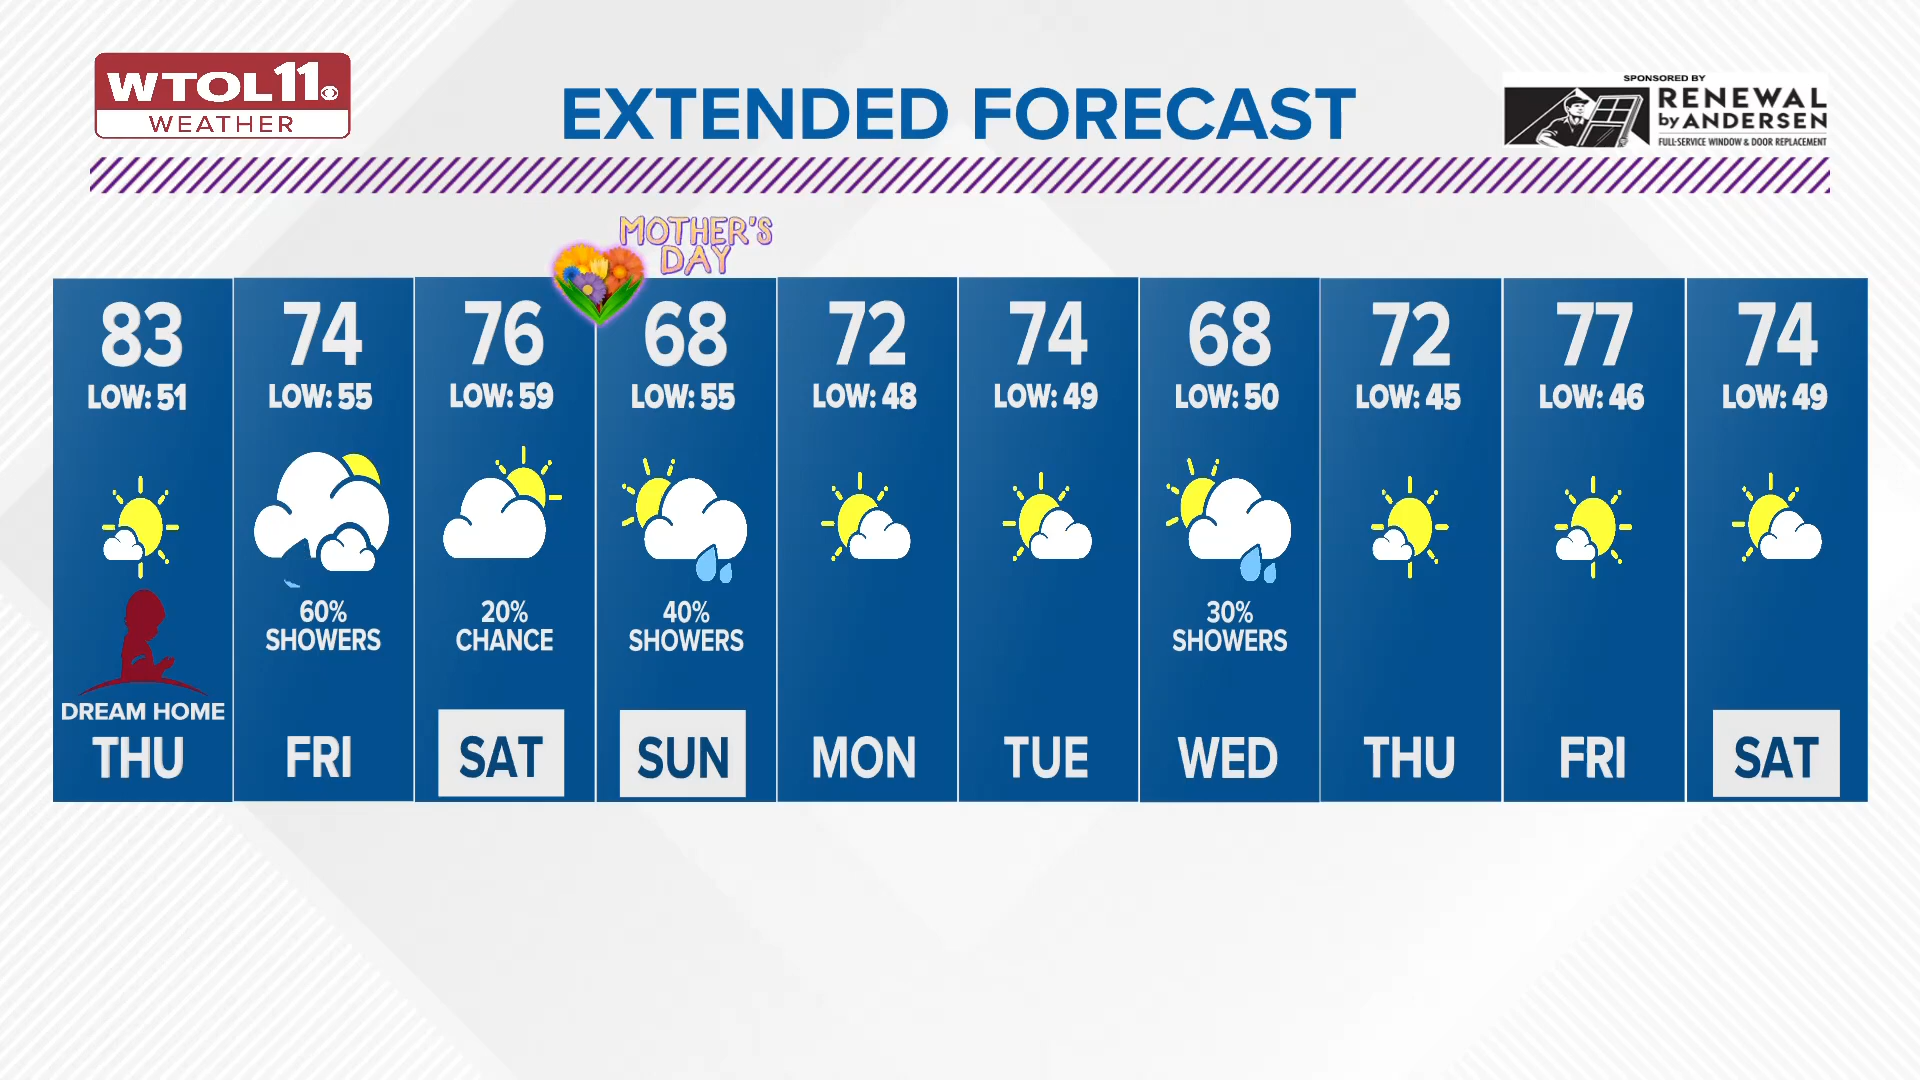 WTOL 11
WEATHER
EXTENDED FORECAST
SPONSORED BY
RENEWAL
by ANDERSEN
FULL-SERVICE WINDOW & DOOR REPLACEMENT
MOTHER'S
DAY
83
LOW: 51
DREAM HOME
THU
74
LOW: 55
60%
SHOWERS
FRI
76
LOW: 59
20%
CHANCE
SAT
68
LOW: 55
40%
SHOWERS
SUN
72
LOW: 48
MON
74
LOW: 49
TUE
68
LOW: 50
30%
SHOWERS
WED
72
LOW: 45
THU
77
LOW: 46
FRI
74
LOW: 49
SAT